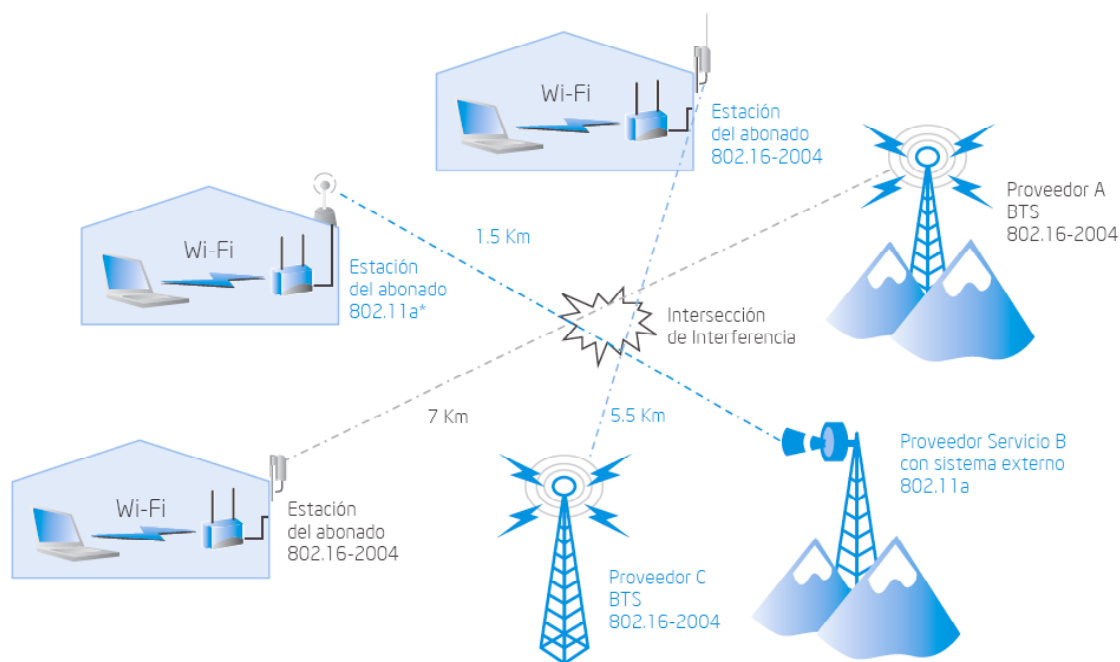 Wi-Fi
Estación
del abonado
802.16-2004
Proveedor A
BTS
802.16-2004
Wi-Fi
Estación
del abonado
802.11a*
1.5 Km
Intersección
de Interferencia
7 Km
5.5 Km
Wi-Fi
Estación
del abonado
802.16-2004
Proveedor C
BTS
802.16-2004
Proveedor Servicio B
con sistema externo
802.11a